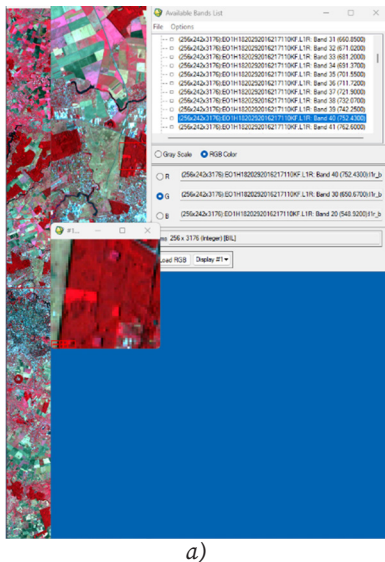 Available Bands List
File Options
(256x242x3176):EO1H1820292016217110KF.L1R: Band 31 (660.8500)
(256x242x3176):EO1H1820292016217110KF.L1R: Band 32 (671.0200)
(256x242x3176):EO1H1820292016217110KF.L1R: Band 33 (681.2000)
(256x242x3176):EO1H1820292016217110KF.L1R: Band 34 (691.3700)
(256x242x3176):EO1H1820292016217110KF.L1R: Band 35 (701.5500)
(256x242x3176):EO1H1820292016217110KF.L1R: Band 36 (711.7200)
(256x242x3176):EO1H1820292016217110KF.L1R: Band 37 (721.9000)
(256x242x3176):EO1H1820292016217110KF.L1R: Band 38 (732.0700)
(256x242x3176):EO1H1820292016217110KF.L1R: Band 39 (742.2500)
(256x242x3176):EO1H1820292016217110KF.L1R: Band 40 (752.4300)
(256x242x3176):EO1H1820292016217110KF.L1R: Band 41 (762.6000)
Gray Scale RGB Color
R (256x242x3176):EO1H1820292016217110KF.L1R: Band 40 (752.4300):l1r_b
G (256x242x3176):EO1H1820292016217110KF.L1R: Band 30 (650.6700):l1r_b
B (256x242x3176):EO1H1820292016217110KF.L1R: Band 20 (548.9200):l1r_b
#1...
256 x 3176 (Integer) [BIL]
Load RGB Display #1
a)